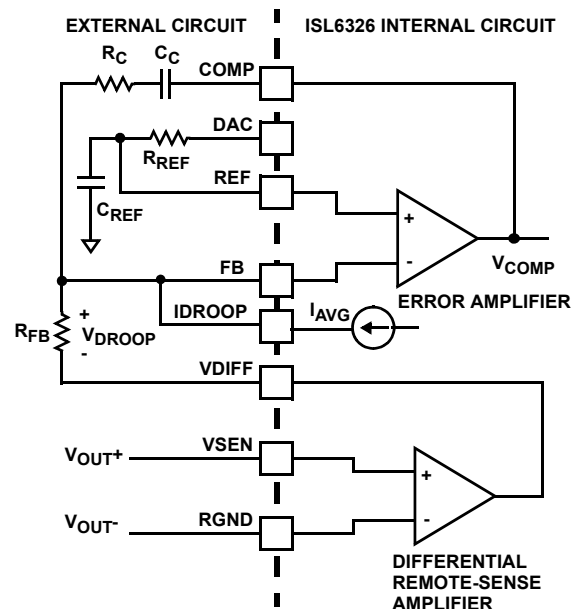 EXTERNAL CIRCUIT
ISL6326 INTERNAL CIRCUIT
RC
CC
COMP
DAC
RREF
REF
CREF
+
-
VCOMP
FB
ERROR AMPLIFIER
IDROOP
IAVG
RFB
+
VDROOP
-
VDIFF
VOUT+
VSEN
+
VOUT-
RGND
-
DIFFERENTIAL
REMOTE-SENSE
AMPLIFIER